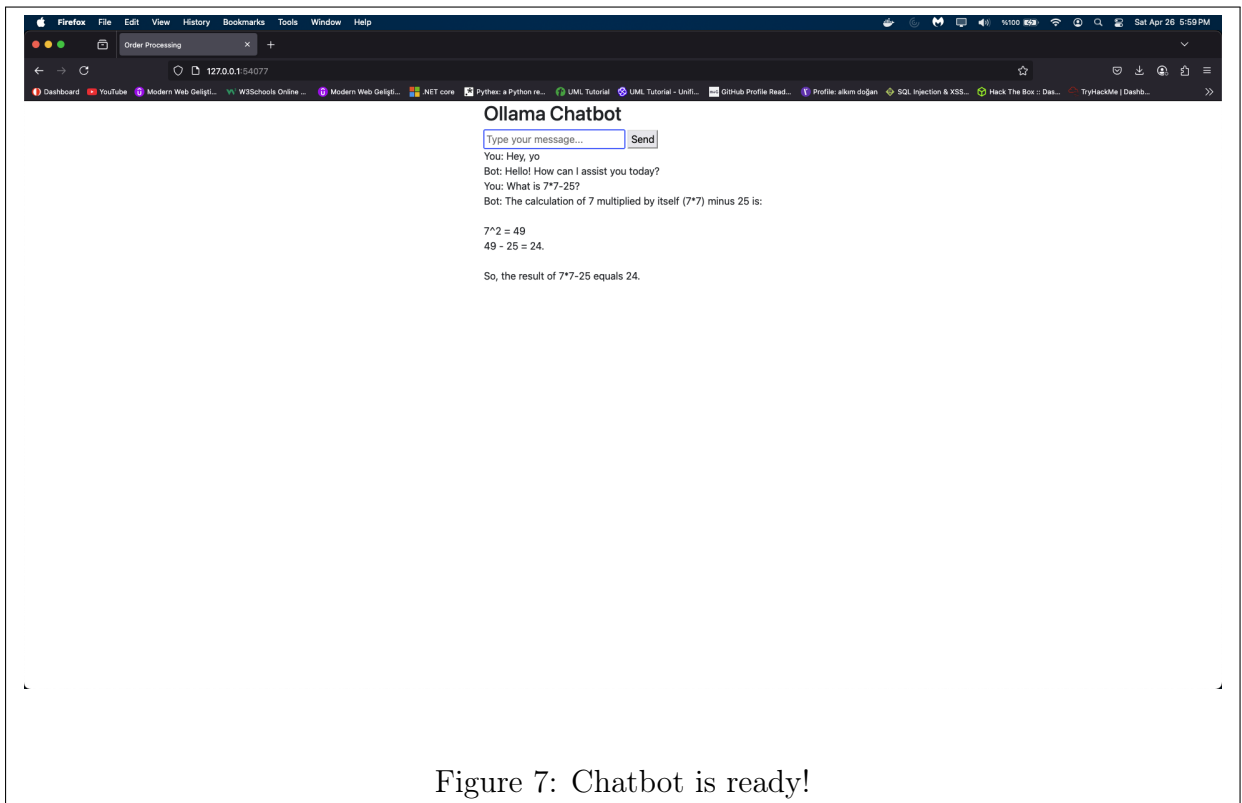 Firefox File Edit View History Bookmarks Tools Window Help %100 Sat Apr 26 5:59 PM
Order Processing
127.0.0.1:54077
Dashboard YouTube Modern Web Gelişti... W3Schools Online ... Modern Web Gelişti... .NET core Pythex: a Python re... UML Tutorial UML Tutorial - Unifi... GitHub Profile Read... Profile: alkım doğan SQL Injection & XSS... Hack The Box :: Das... TryHackMe | Dashb...
Ollama Chatbot
Type your message... Send
You: Hey, yo
Bot: Hello! How can I assist you today?
You: What is 7*7-25?
Bot: The calculation of 7 multiplied by itself (7*7) minus 25 is:
7^2 = 49
49 - 25 = 24.
So, the result of 7*7-25 equals 24.
Figure 7: Chatbot is ready!